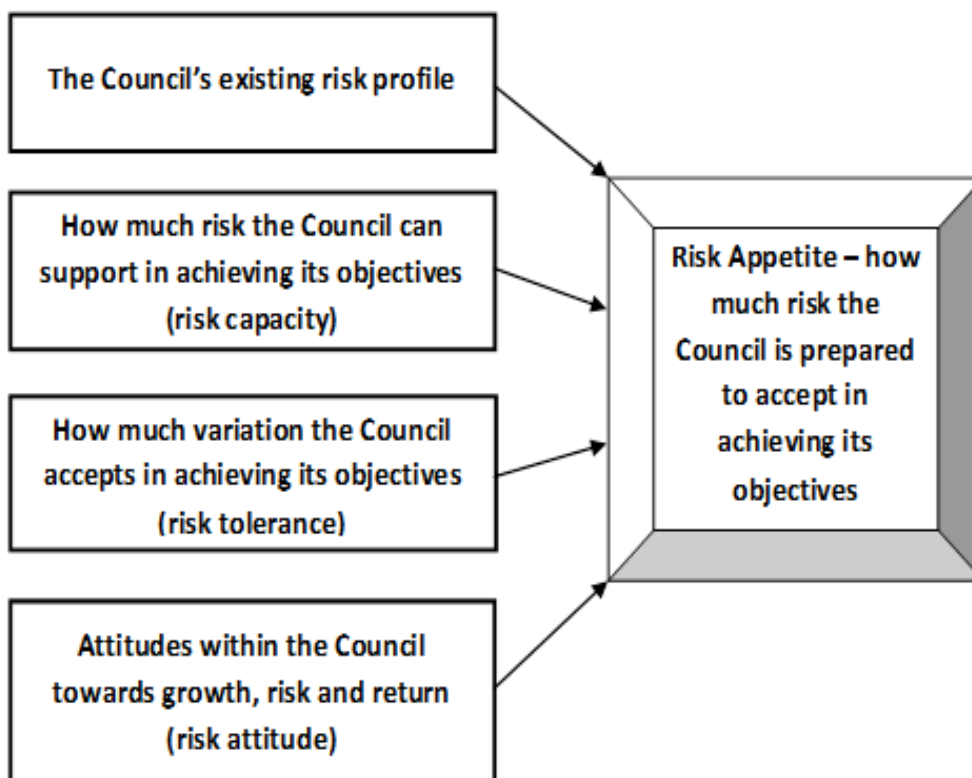 The Council’s existing risk profile
How much risk the Council can
support in achieving its objectives
(risk capacity)
How much variation the Council
accepts in achieving its objectives
(risk tolerance)
Attitudes within the Council
towards growth, risk and return
(risk attitude)
Risk Appetite – how
much risk the
Council is prepared
to accept in
achieving its
objectives